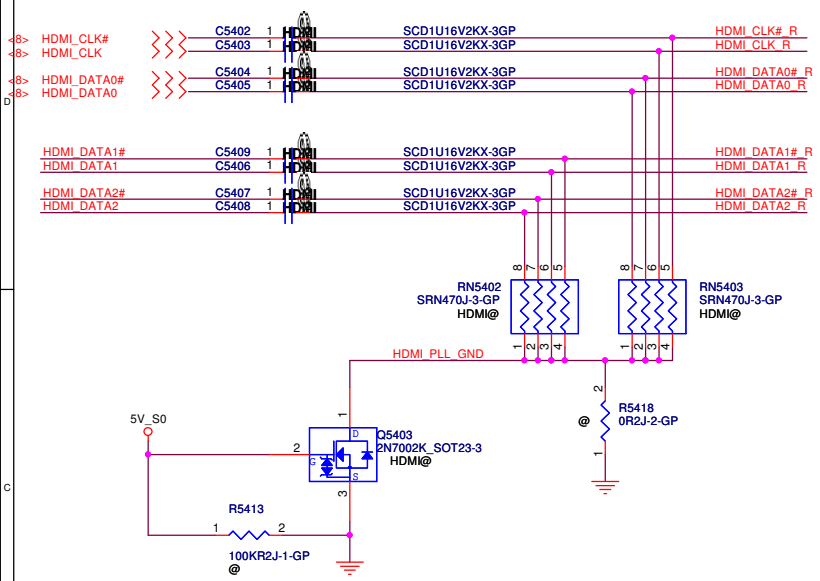 C5402 1 HDMI SCD1U16V2KX-3GP HDMI_CLK#_R
<8> HDMI_CLK# C5403 1 HDMI SCD1U16V2KX-3GP HDMI_CLK_R
<8> HDMI_CLK
C5404 1 HDMI SCD1U16V2KX-3GP HDMI_DATA0#_R
<8> HDMI_DATA0# C5405 1 HDMI SCD1U16V2KX-3GP HDMI_DATA0_R
<8> HDMI_DATA0
D
HDMI_DATA1# C5409 1 HDMI SCD1U16V2KX-3GP HDMI_DATA1#_R
HDMI_DATA1 C5406 1 HDMI SCD1U16V2KX-3GP HDMI_DATA1_R
HDMI_DATA2# C5407 1 HDMI SCD1U16V2KX-3GP HDMI_DATA2#_R
HDMI_DATA2 C5408 1 HDMI SCD1U16V2KX-3GP HDMI_DATA2_R
8 7 6 5 8 7 6 5
RN5402 RN5403
SRN470J-3-GP SRN470J-3-GP
HDMI@ HDMI@
1 2 3 4 1 2 3 4
HDMI_PLL_GND
2
R5418
@ 0R2J-2-GP
1
5V_S0
1
D Q5403
2 G 2N7002K_SOT23-3
HDMI@
S
3
C
R5413
1 2
100KR2J-1-GP
@